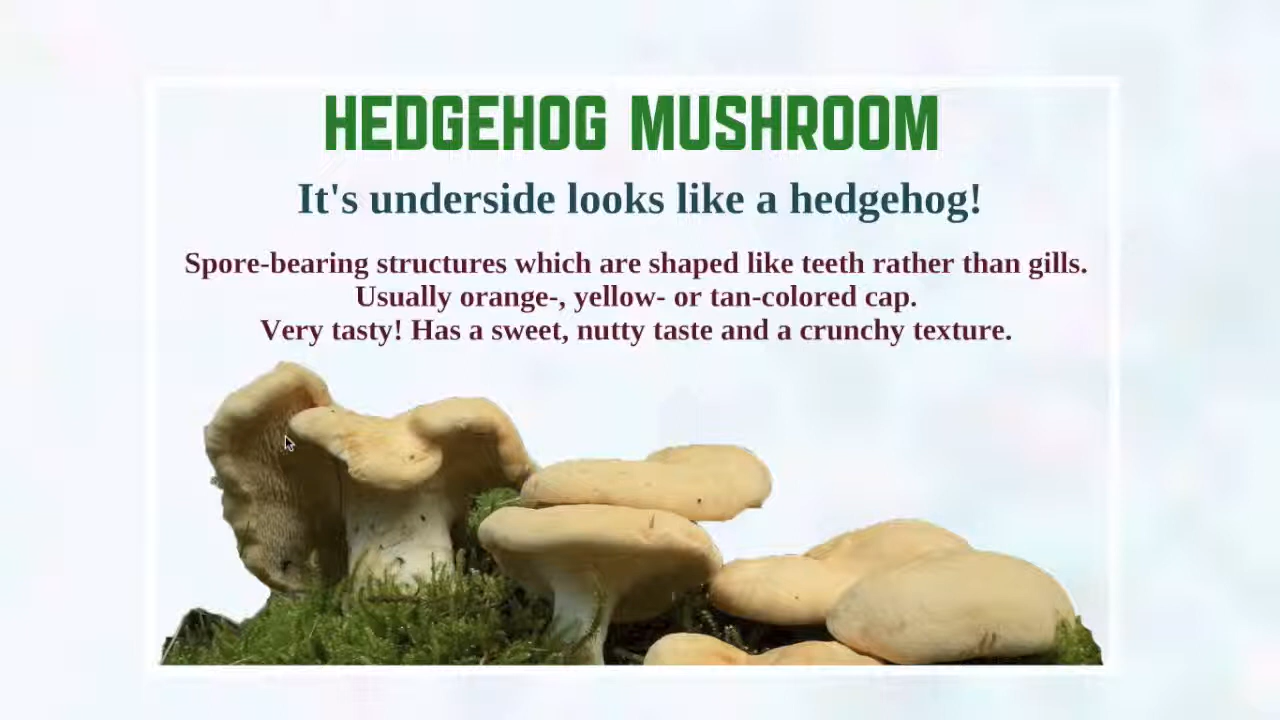 HEDGEHOG MUSHROOM
It's underside looks like a hedgehog!
Spore-bearing structures which are shaped like teeth rather than gills.
Usually orange-, yellow- or tan-colored cap.
Very tasty! Has a sweet, nutty taste and a crunchy texture.